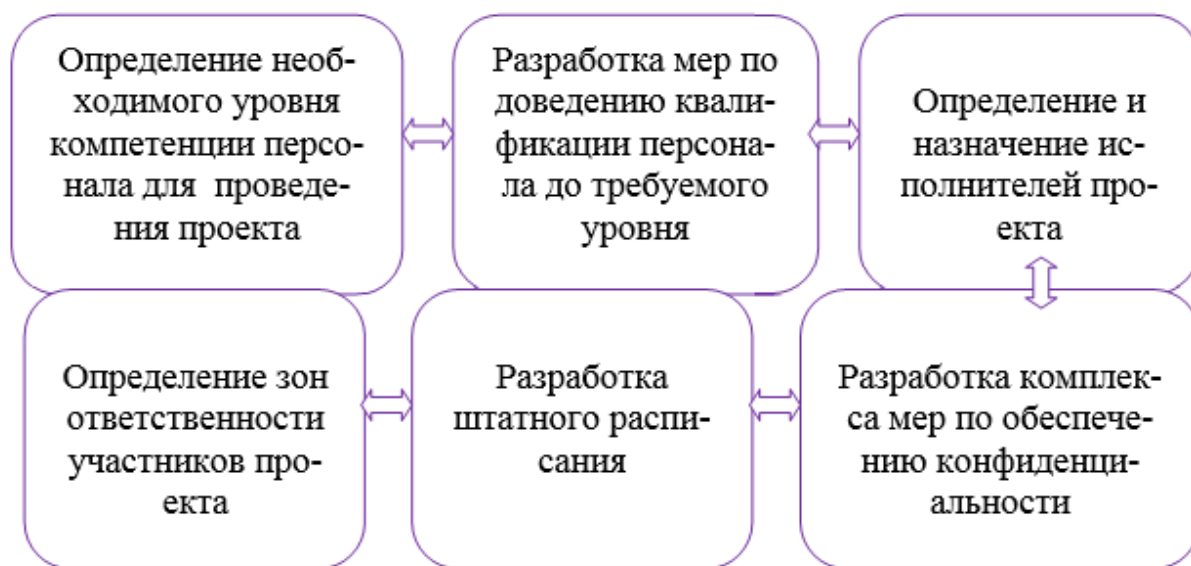 Определение необ-
ходимого уровня
компетенции персо-
нала для проведе-
ния проекта
Разработка мер по
доведению квали-
фикации персона-
ла до требуемого
уровня
Определение и
назначение ис-
полнителей про-
екта
Определение зон
ответственности
участников про-
екта
Разработка
штатного распи-
сания
Разработка комплек-
са мер по обеспече-
нию конфиденци-
альности